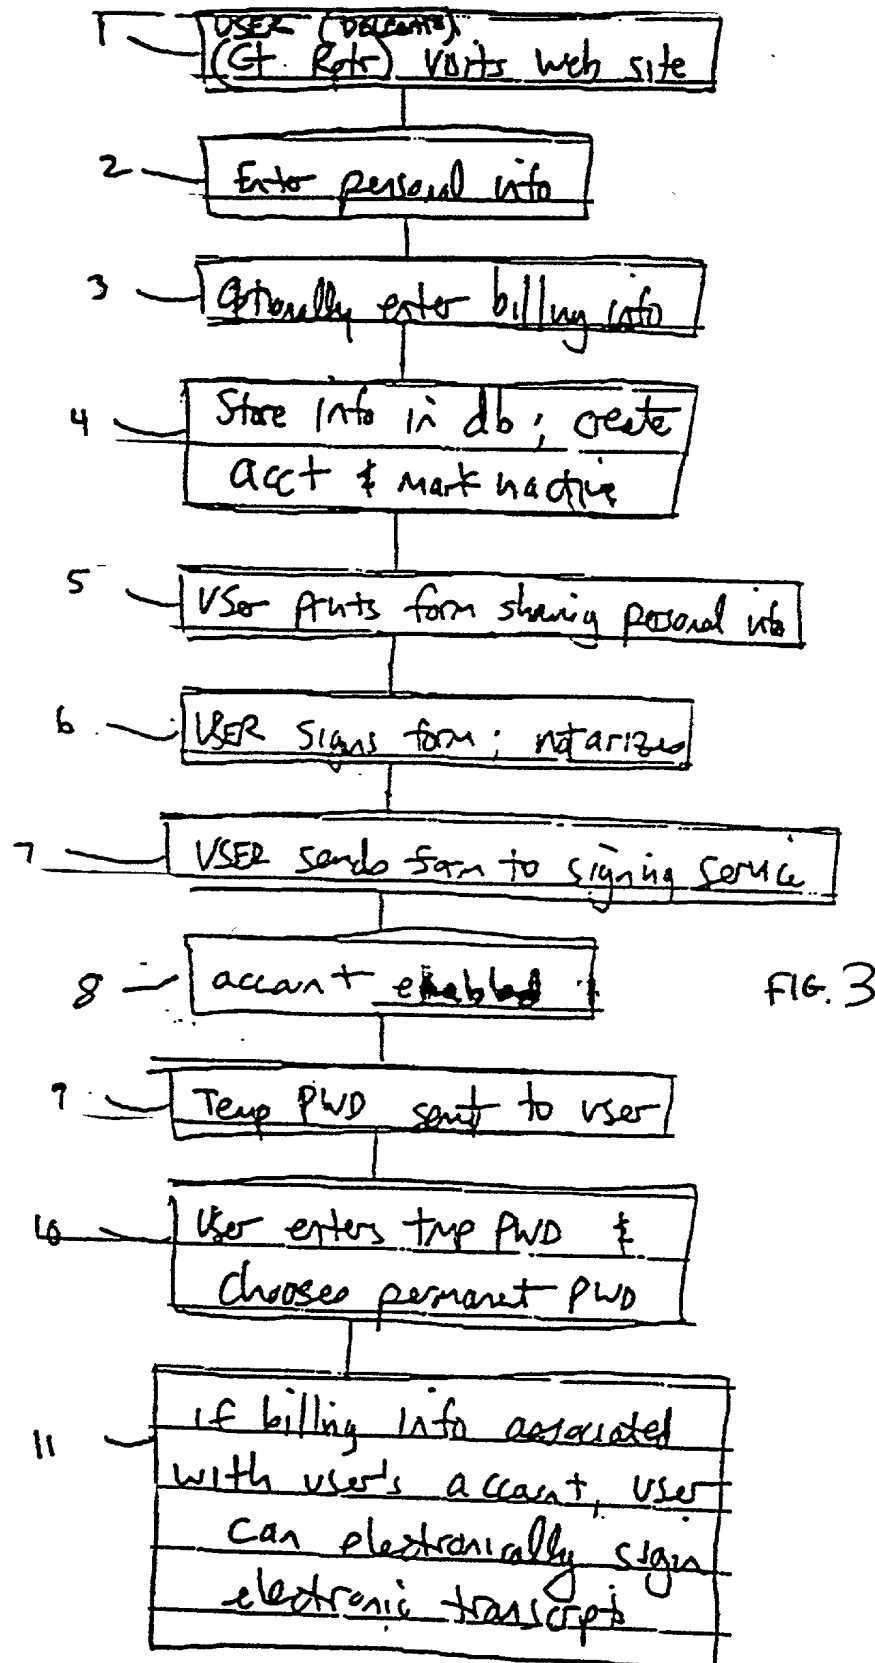 1
USER
(Ct. Rptr) visits web site
2
Enter personal info
3
Optionally enter billing info
4
Store info in db; create
acct & mark inactive
5
User prints form showing personal info
6
USER signs form; notarizes
7
USER sends form to signing service
8
account enabled
FIG. 3
9
Temp PWD sent to user
10
User enters tmp PWD &
chooses permanet PWD
11
if billing info associated
with user's account, user
can electronically sign
electronic transcripts